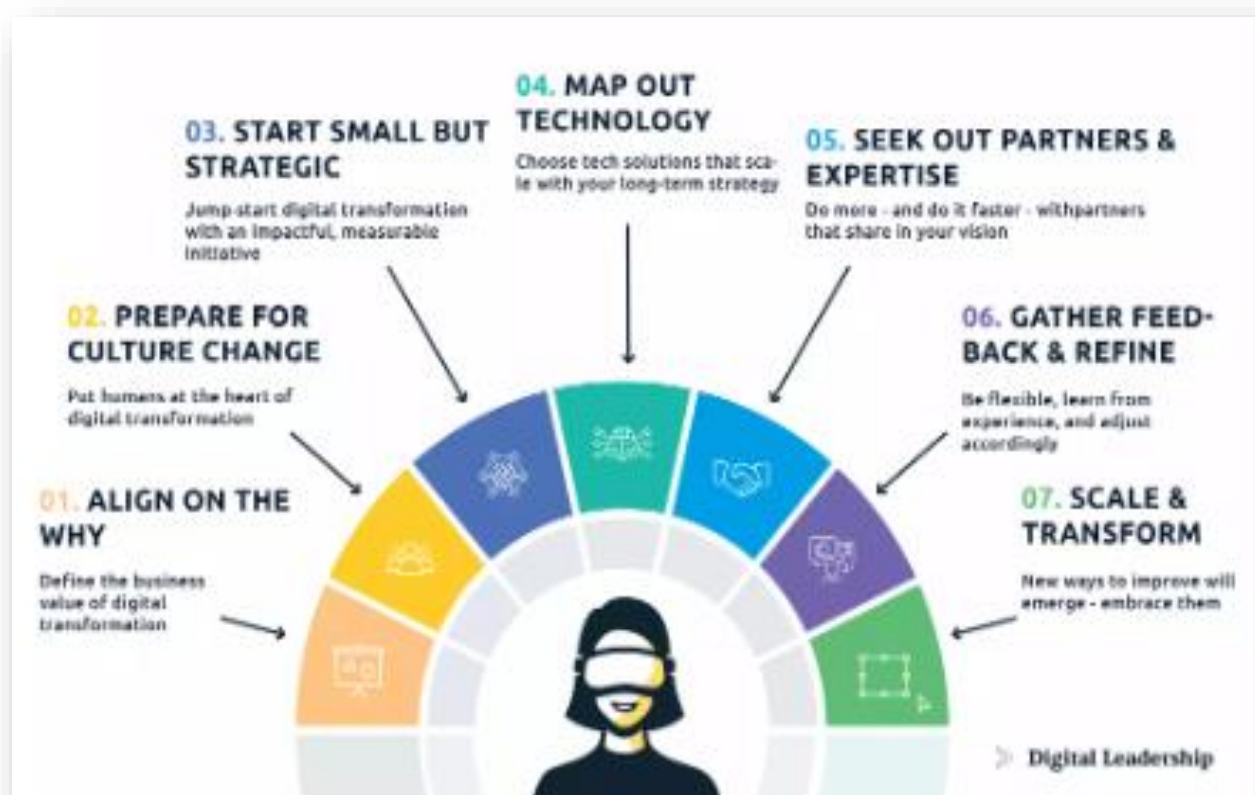 01. ALIGN ON THE
WHY
Define the business
value of digital
transformation
02. PREPARE FOR
CULTURE CHANGE
Put humans at the heart of
digital transformation
03. START SMALL BUT
STRATEGIC
Jump-start digital transformation
with an impactful, measurable
initiative
04. MAP OUT
TECHNOLOGY
Choose tech solutions that sca-
le with your long-term strategy
05. SEEK OUT PARTNERS &
EXPERTISE
Do more - and do it faster - withpartners
that share in your vision
06. GATHER FEED-
BACK & REFINE
Be flexible, learn from
experience, and adjust
accordingly
07. SCALE &
TRANSFORM
New ways to improve will
emerge - embrace them
Digital Leadership